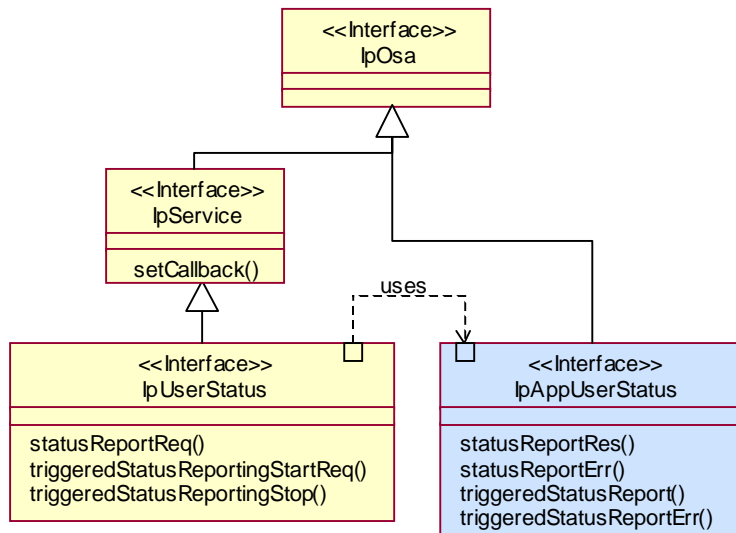 <<Interface>>
IpOsa
<<Interface>>
IpService
setCallback()
uses
<<Interface>>
IpUserStatus
statusReportReq()
triggeredStatusReportingStartReq()
triggeredStatusReportingStop()
<<Interface>>
IpAppUserStatus
statusReportRes()
statusReportErr()
triggeredStatusReport()
triggeredStatusReportErr()